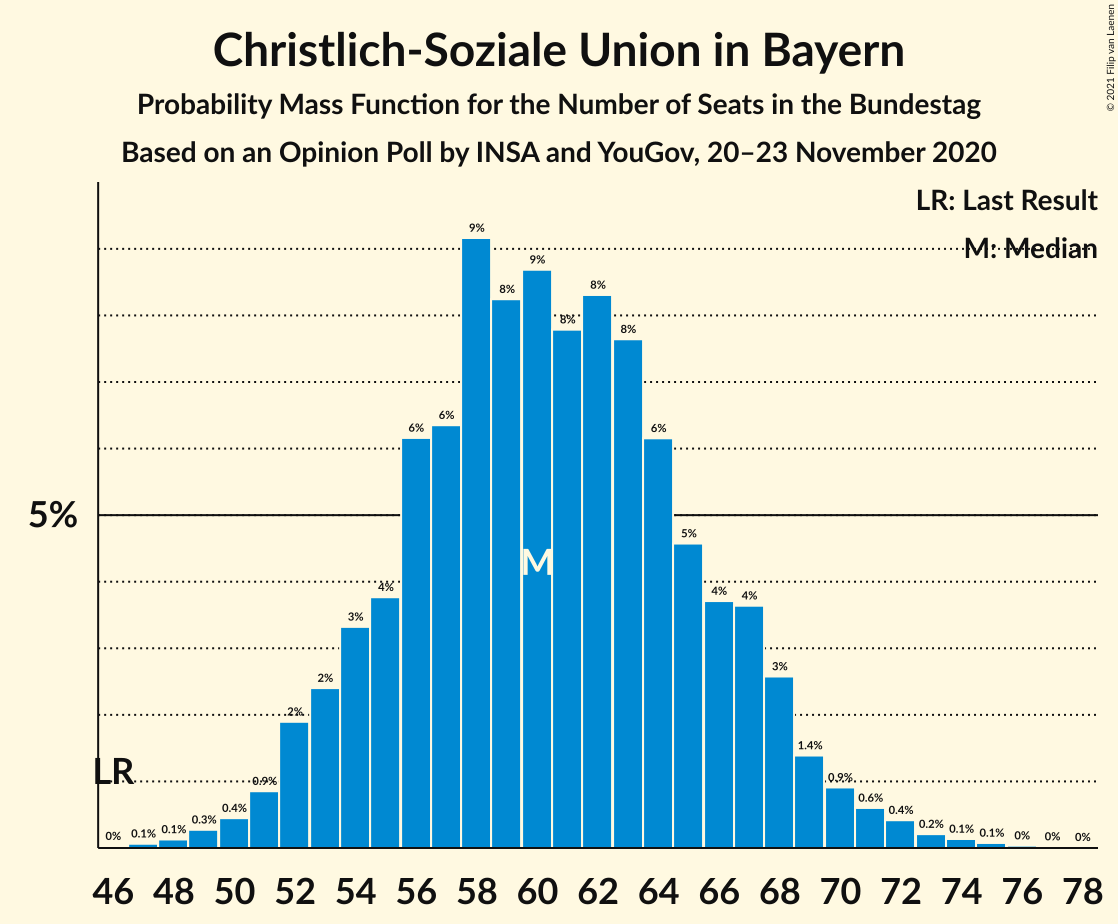 Christlich-Soziale Union in Bayern
Probability Mass Function for the Number of Seats in the Bundestag
Based on an Opinion Poll by INSA and YouGov, 20–23 November 2020
© 2021 Filip van Laenen
LR: Last Result
M: Median
5%
LR
M
0% 0.1% 0.1% 0.3% 0.4% 0.9% 2% 2% 3% 4% 6% 6% 9% 8% 9% 8% 8% 8% 6% 5% 4% 4% 3% 1.4% 0.9% 0.6% 0.4% 0.2% 0.1% 0.1% 0% 0% 0%
46 48 50 52 54 56 58 60 62 64 66 68 70 72 74 76 78